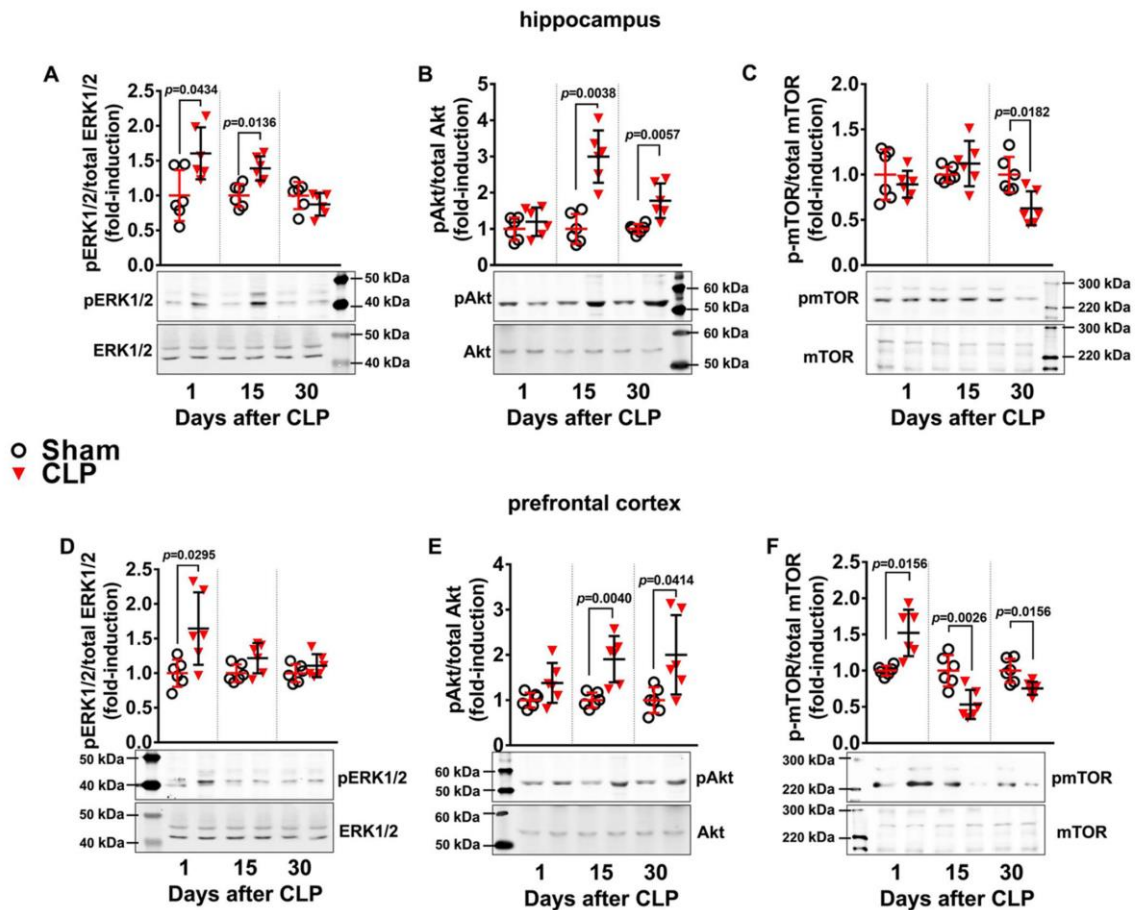 hippocampus
A
pERK1/2/total ERK1/2
(fold-induction)
2.5
2.0
1.5
1.0
0.5
0.0
p=0.0434
p=0.0136
pERK1/2
50 kDa
40 kDa
ERK1/2
50 kDa
40 kDa
1 15 30
Days after CLP
B
pAkt/total Akt
(fold-induction)
5
4
3
2
1
0
p=0.0038
p=0.0057
pAkt
60 kDa
50 kDa
Akt
60 kDa
50 kDa
1 15 30
Days after CLP
C
p-mTOR/total mTOR
(fold-induction)
2.0
1.5
1.0
0.5
0.0
p=0.0182
pmTOR
300 kDa
220 kDa
mTOR
300 kDa
220 kDa
1 15 30
Days after CLP
Sham
CLP
prefrontal cortex
D
pERK1/2/total ERK1/2
(fold-induction)
2.5
2.0
1.5
1.0
0.5
0.0
p=0.0295
50 kDa
40 kDa
pERK1/2
50 kDa
40 kDa
ERK1/2
1 15 30
Days after CLP
E
pAkt/total Akt
(fold-induction)
4
3
2
1
0
p=0.0040
p=0.0414
60 kDa
50 kDa
pAkt
60 kDa
50 kDa
Akt
1 15 30
Days after CLP
F
p-mTOR/total mTOR
(fold-induction)
2.0
1.5
1.0
0.5
0.0
p=0.0156
p=0.0026
p=0.0156
300 kDa
220 kDa
pmTOR
300 kDa
220 kDa
mTOR
1 15 30
Days after CLP